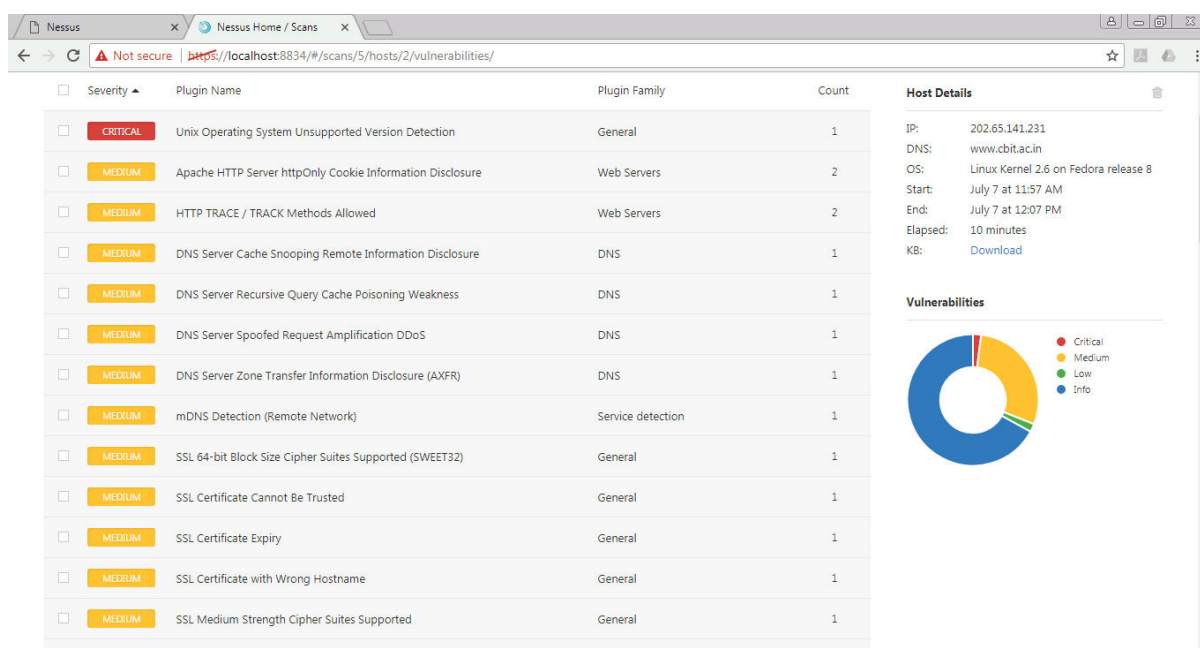 Nessus
Nessus Home / Scans
Not secure https://localhost:8834/#/scans/5/hosts/2/vulnerabilities/
Severity Plugin Name Plugin Family Count
CRITICAL Unix Operating System Unsupported Version Detection General 1
MEDIUM Apache HTTP Server httpOnly Cookie Information Disclosure Web Servers 2
MEDIUM HTTP TRACE / TRACK Methods Allowed Web Servers 2
MEDIUM DNS Server Cache Snooping Remote Information Disclosure DNS 1
MEDIUM DNS Server Recursive Query Cache Poisoning Weakness DNS 1
MEDIUM DNS Server Spoofed Request Amplification DDoS DNS 1
MEDIUM DNS Server Zone Transfer Information Disclosure (AXFR) DNS 1
MEDIUM mDNS Detection (Remote Network) Service detection 1
MEDIUM SSL 64-bit Block Size Cipher Suites Supported (SWEET32) General 1
MEDIUM SSL Certificate Cannot Be Trusted General 1
MEDIUM SSL Certificate Expiry General 1
MEDIUM SSL Certificate with Wrong Hostname General 1
MEDIUM SSL Medium Strength Cipher Suites Supported General 1
Host Details
IP: 202.65.141.231
DNS: www.cbit.ac.in
OS: Linux Kernel 2.6 on Fedora release 8
Start: July 7 at 11:57 AM
End: July 7 at 12:07 PM
Elapsed: 10 minutes
KB: Download
Vulnerabilities
Critical
Medium
Low
Info